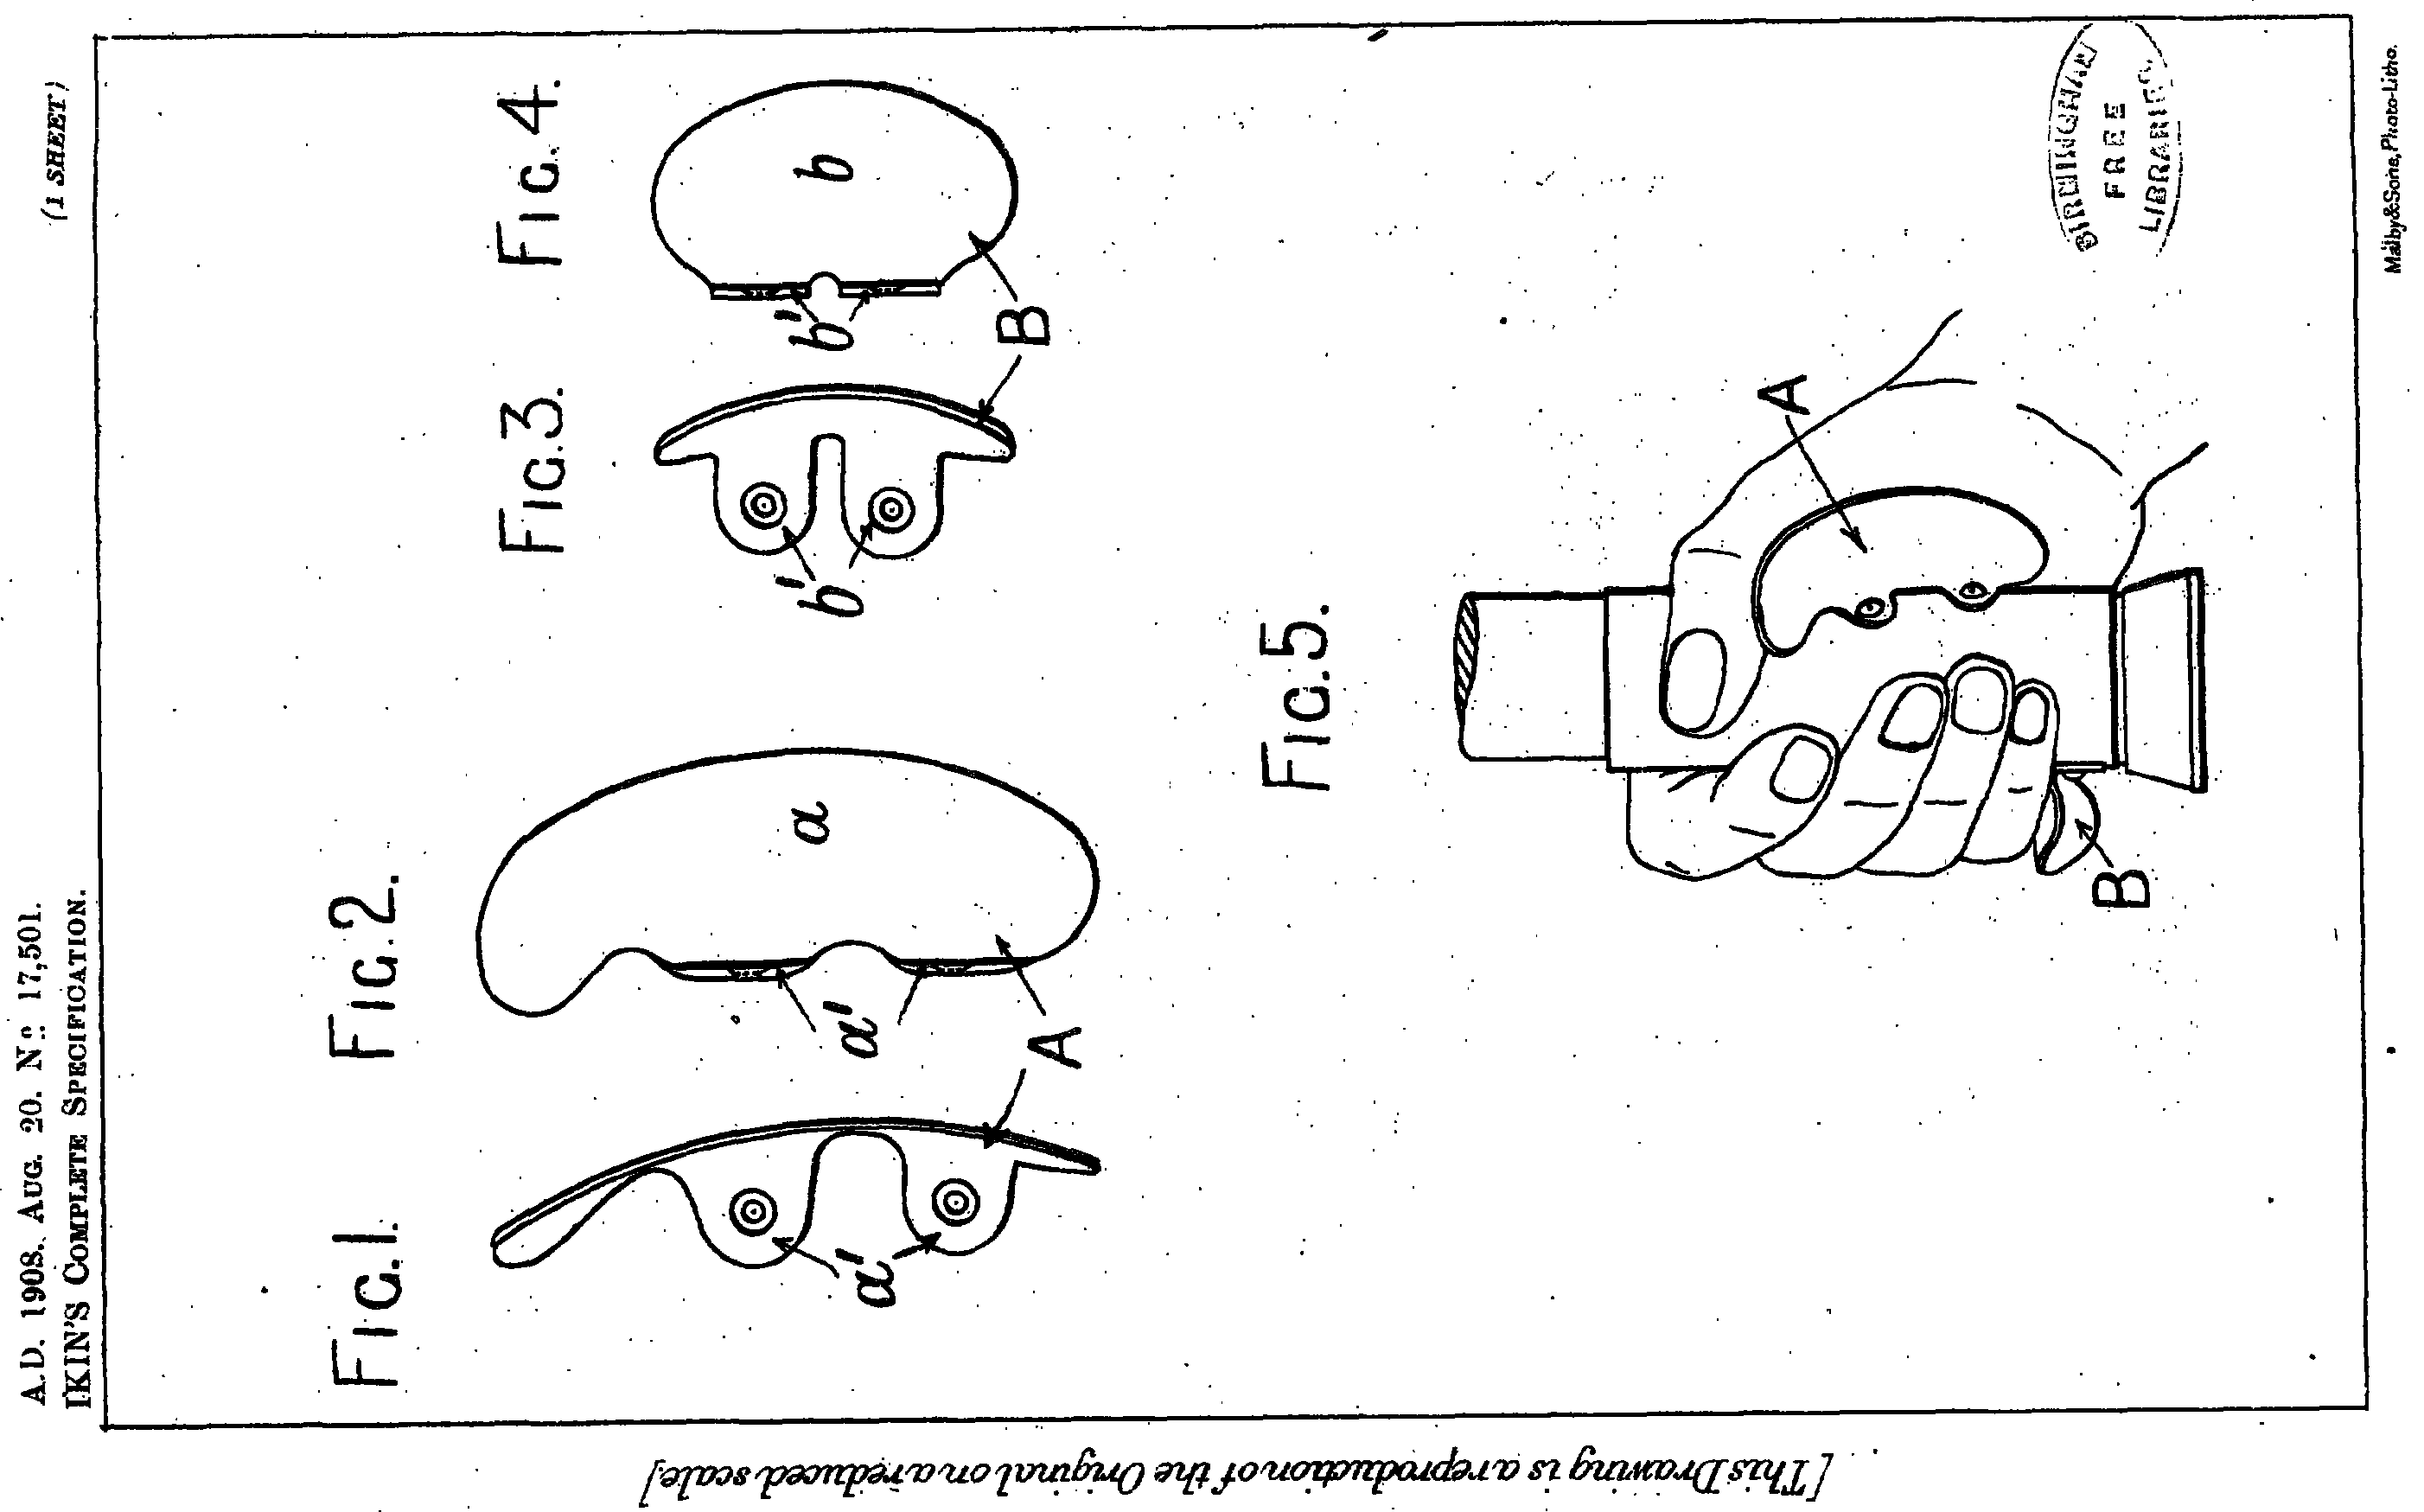 A.D. 1908. AUG. 20. Nº. 17,501.
IKIN'S COMPLETE SPECIFICATION.
(1 SHEET)
FIG.1.
FIG.2.
FIG.3.
FIG.4.
a'
A
a'
a
b'
B
b'
b
FIG.5.
A
B
BIRMINGHAM
FREE
LIBRARIES
[This Drawing is a reproduction of the Original on a reduced scale]
Malby&Sons, Photo-Litho.